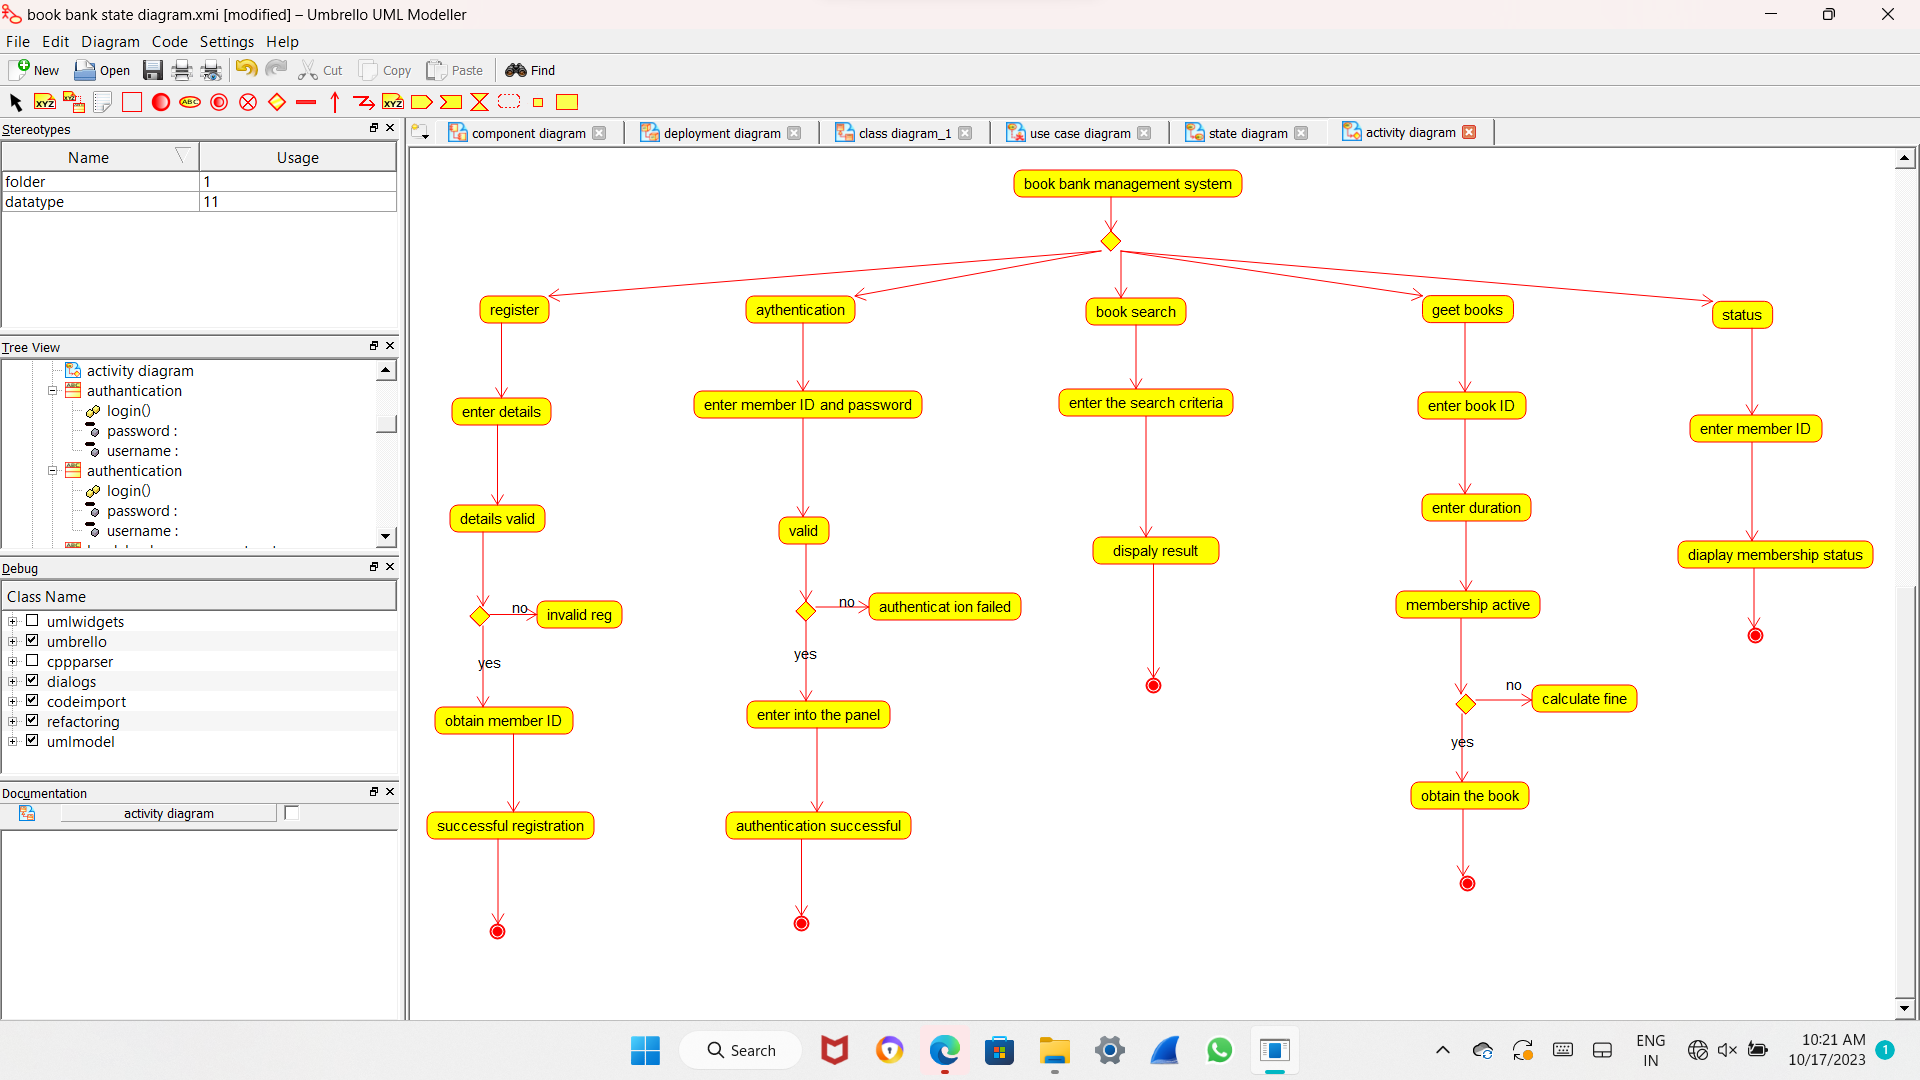 book bank state diagram.xmi [modified] – Umbrello UML Modeller
File Edit Diagram Code Settings Help
New Open Cut Copy Paste Find
XYZ XYZ ABC XYZ
Stereotypes
Name Usage
folder 1
datatype 11
Tree View
activity diagram
authantication
login()
password :
username :
authentication
login()
password :
username :
Debug
Class Name
umlwidgets
umbrello
cppparser
dialogs
codeimport
refactoring
umlmodel
Documentation
activity diagram
component diagram deployment diagram class diagram_1 use case diagram state diagram activity diagram
book bank management system
register aythentication book search geet books status
enter details enter member ID and password enter the search criteria enter book ID enter member ID
details valid valid dispaly result enter duration diaplay membership status
no invalid reg no authenticat ion failed membership active
yes yes no calculate fine
obtain member ID enter into the panel yes
successful registration authentication successful obtain the book
Search
ENG
IN
10:21 AM
10/17/2023
1